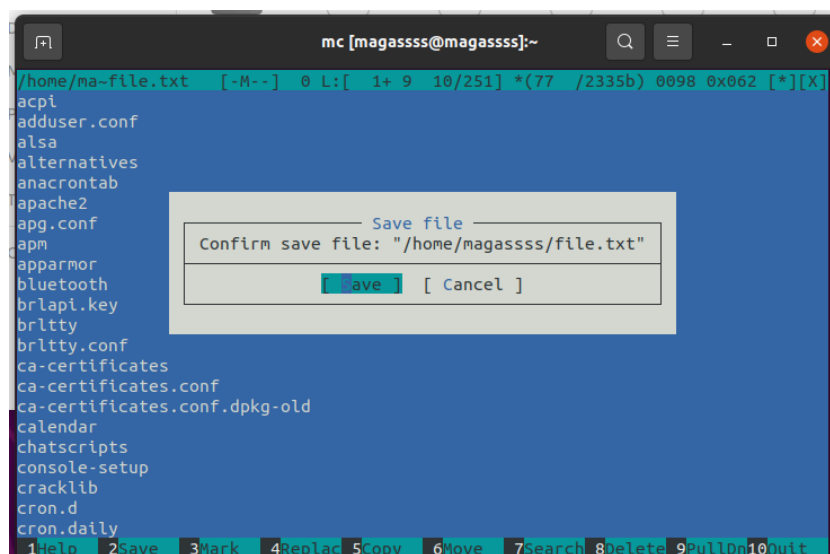 mc [magassss@magassss]:~
/home/ma~file.txt [-M--] 0 L:[ 1+ 9 10/251] *(77 /2335b) 0098 0x062 [*][X]
acpi
adduser.conf
alsa
alternatives
anacrontab
apache2
apg.conf
apm
apparmor
bluetooth
brlapi.key
brltty
brltty.conf
ca-certificates
ca-certificates.conf
ca-certificates.conf.dpkg-old
calendar
chatscripts
console-setup
cracklib
cron.d
cron.daily
Save file
Confirm save file: "/home/magassss/file.txt"
[ Save ] [ Cancel ]
1Help 2Save 3Mark 4Replac 5Copy 6Move 7Search 8Delete 9PullDn 10Quit